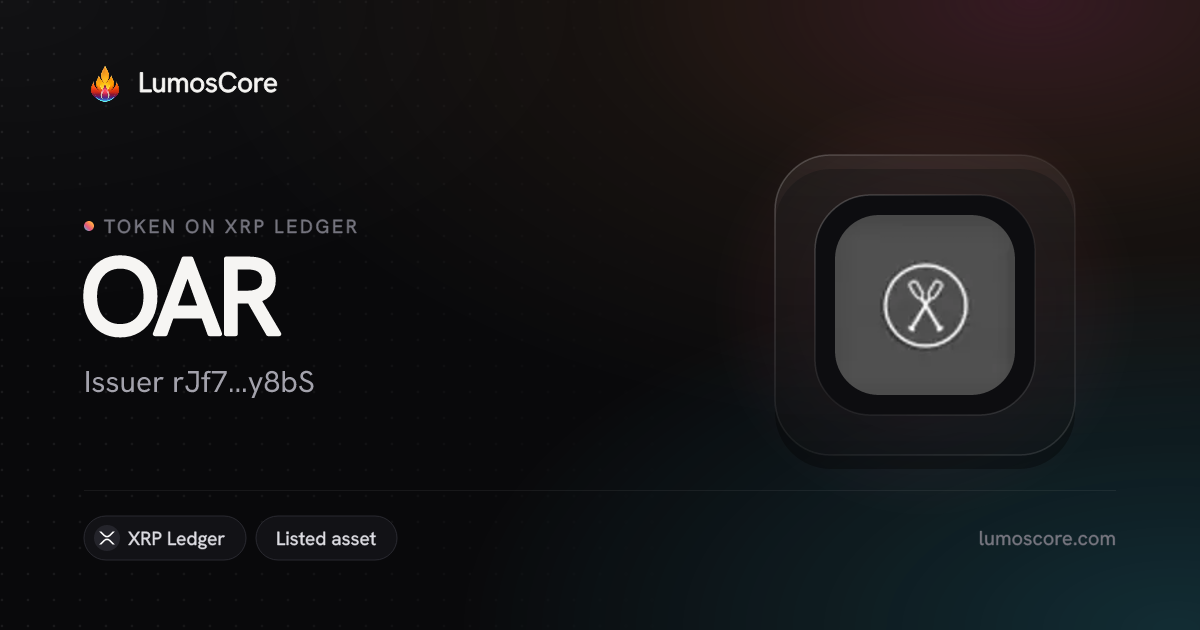 LumosCore
TOKEN ON XRP LEDGER
OAR
Issuer rJf7...y8bS
XRP Ledger
Listed asset
lumoscore.com